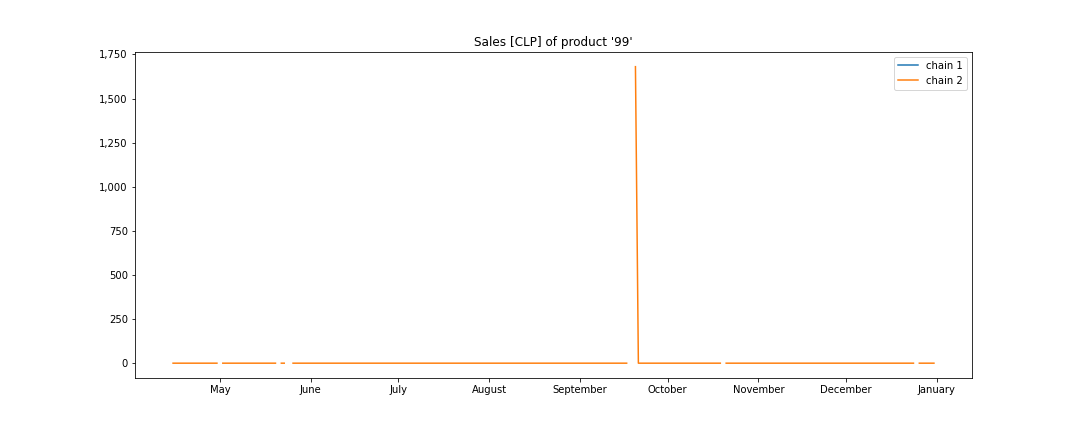 Sales [CLP] of product '99'
1,750
1,500
1,250
1,000
750
500
250
0
chain 1
chain 2
May June July August September October November December January